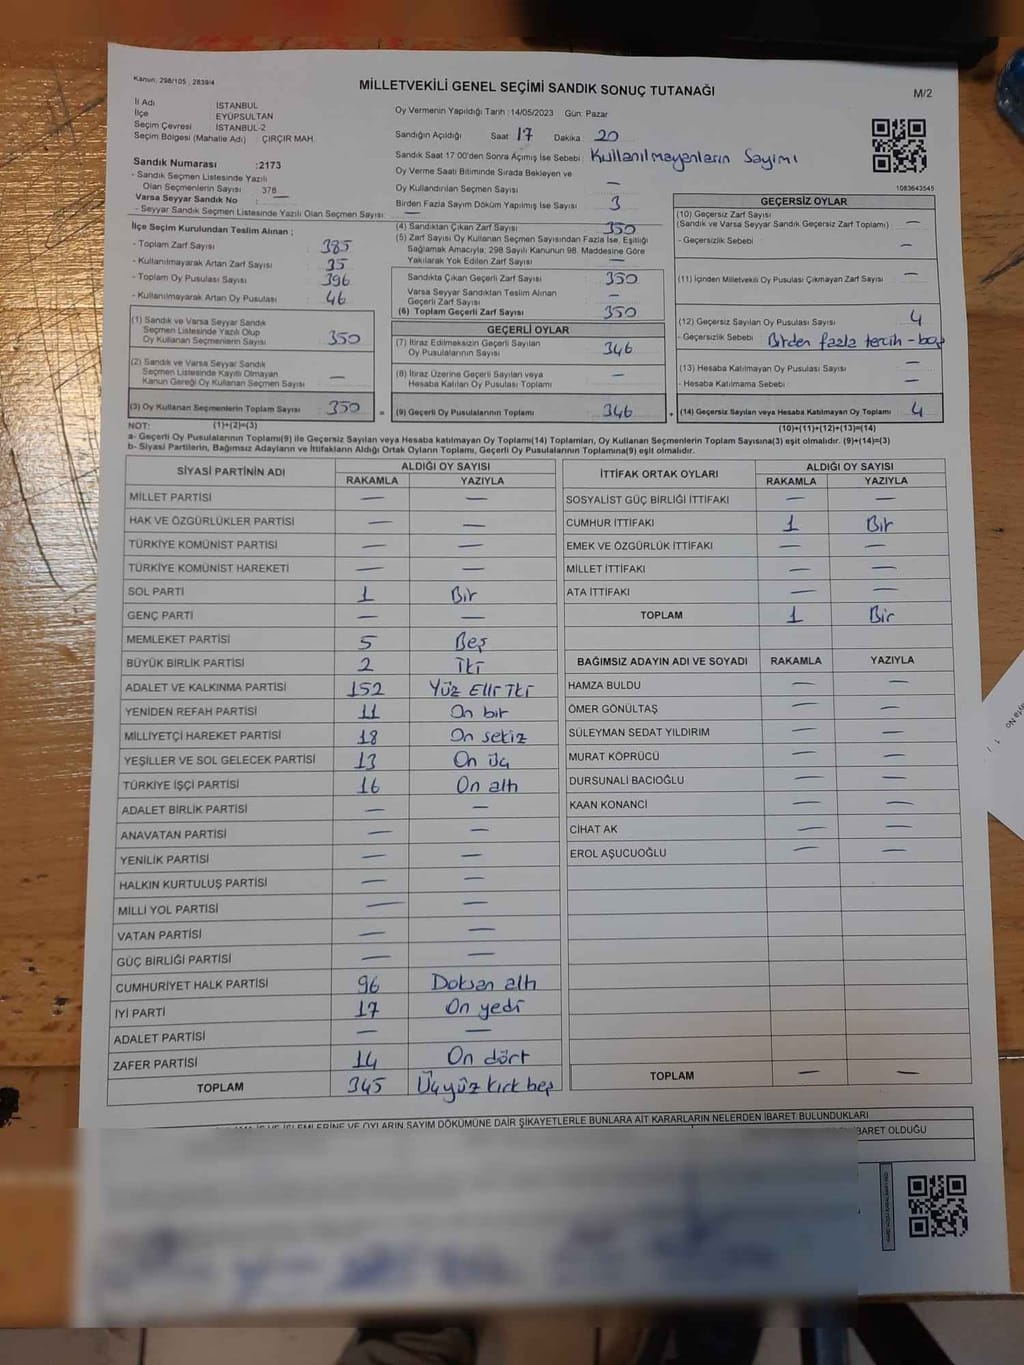 Kanun: 298/105 , 2839/4
MİLLETVEKİLİ GENEL SEÇİMİ SANDIK SONUÇ TUTANAĞI
M/2
İl Adı : İSTANBUL
İlçe : EYÜPSULTAN
Seçim Çevresi : İSTANBUL-2
Seçim Bölgesi (Mahalle Adı) : ÇIRÇIR MAH.
Oy Vermenin Yapıldığı Tarih : 14/05/2023 Gün: Pazar
Sandığın Açıldığı Saat 17 Dakika : 20
Sandık Saat 17:00'den Sonra Açımış İse Sebebi : Kullanılmayanların Sayımı
Oy Verme Saati Bitiminde Sırada Bekleyen ve
Oy Kullandırılan Seçmen Sayısı —
Birden Fazla Sayım Döküm Yapılmış İse Sayısı 3
1083643545
Sandık Numarası :2173
- Sandık Seçmen Listesinde Yazılı
Olan Seçmenlerin Sayısı : 378
Varsa Seyyar Sandık No : —
- Seyyar Sandık Seçmen Listesinde Yazılı Olan Seçmen Sayısı: —
İlçe Seçim Kurulundan Teslim Alınan ;
- Toplam Zarf Sayısı 385
- Kullanılmayarak Artan Zarf Sayısı 35
- Toplam Oy Pusulası Sayısı 396
- Kullanılmayarak Artan Oy Pusulası 46
(1) Sandık ve Varsa Seyyar Sandık
Seçmen Listesinde Yazılı Olup
Oy Kullanan Seçmenlerin Sayısı 350
(2) Sandık ve Varsa Seyyar Sandık
Seçmen Listesinde Kayıtlı Olmayan
Kanun Gereği Oy Kullanan Seçmen Sayısı —
(3) Oy Kullanan Seçmenlerin Toplam Sayısı 350 =
(4) Sandıktan Çıkan Zarf Sayısı 350
(5) Zarf Sayısı Oy Kullanan Seçmen Sayısından Fazla İse, Eşitliği
Sağlamak Amacıyla; 298 Sayılı Kanunun 98. Maddesine Göre
Yakılarak Yok Edilen Zarf Sayısı —
Sandıkta Çıkan Geçerli Zarf Sayısı 350
Varsa Seyyar Sandıktan Teslim Alınan
Geçerli Zarf Sayısı —
(6) Toplam Geçerli Zarf Sayısı 350
GEÇERLİ OYLAR
(7) İtiraz Edilmeksizin Geçerli Sayılan
Oy Pusulasının Sayısı 346
(8) İtiraz Üzerine Geçerli Sayılan veya
Hesaba Katılan Oy Pusulası Toplamı —
(9) Geçerli Oy Pusulalarının Toplamı 346 +
GEÇERSİZ OYLAR
(10) Geçersiz Zarf Sayısı
(Sandık ve Varsa Seyyar Sandık Geçersiz Zarf Toplamı) —
- Geçersizlik Sebebi : —
(11) İçinden Milletvekili Oy Pusulası Çıkmayan Zarf Sayısı —
(12) Geçersiz Sayılan Oy Pusulası Sayısı 4
- Geçersizlik Sebebi : Birden fazla tercih - boş
(13) Hesaba Katılmayan Oy Pusulası Sayısı —
- Hesaba Katılmama Sebebi : —
(14) Geçersiz Sayılan veya Hesaba Katılmayan Oy Toplamı 4
NOT: (1)+(2)=(3)
(10)+(11)+(12)+(13)=(14)
a- Geçerli Oy Pusulalarının Toplamı(9) ile Geçersiz Sayılan veya Hesaba katılmayan Oy Toplamı(14) Toplamları, Oy Kullanan Seçmenlerin Toplam Sayısına(3) eşit olmalıdır. (9)+(14)=(3)
b- Siyasi Partilerin, Bağımsız Adayların ve İttifakların Aldığı Oyların Toplamı, Geçerli Oy Pusulalarının Toplamına(9) eşit olmalıdır.
SİYASİ PARTİNİN ADI
ALDIĞI OY SAYISI
RAKAMLA YAZIYLA
MİLLET PARTİSİ — —
HAK VE ÖZGÜRLÜKLER PARTİSİ — —
TÜRKİYE KOMÜNİST PARTİSİ — —
TÜRKİYE KOMÜNİST HAREKETİ — —
SOL PARTİ 1 Bir
GENÇ PARTİ — —
MEMLEKET PARTİSİ 5 Beş
BÜYÜK BİRLİK PARTİSİ 2 İki
ADALET VE KALKINMA PARTİSİ 152 Yüz Elli İki
YENİDEN REFAH PARTİSİ 11 On bir
MİLLİYETÇİ HAREKET PARTİSİ 18 On sekiz
YEŞİLLER VE SOL GELECEK PARTİSİ 13 On üç
TÜRKİYE İŞÇİ PARTİSİ 16 On altı
ADALET BİRLİK PARTİSİ — —
ANAVATAN PARTİSİ — —
YENİLİK PARTİSİ — —
HALKIN KURTULUŞ PARTİSİ — —
MİLLİ YOL PARTİSİ — —
VATAN PARTİSİ — —
GÜÇ BİRLİĞİ PARTİSİ — —
CUMHURİYET HALK PARTİSİ 96 Doksan altı
İYİ PARTİ 17 On yedi
ADALET PARTİSİ — —
ZAFER PARTİSİ 14 On dört
TOPLAM 345 Üçyüz kırk beş
İTTİFAK ORTAK OYLARI
ALDIĞI OY SAYISI
RAKAMLA YAZIYLA
SOSYALİST GÜÇ BİRLİĞİ İTTİFAKI — —
CUMHUR İTTİFAKI 1 Bir
EMEK VE ÖZGÜRLÜK İTTİFAKI — —
MİLLET İTTİFAKI — —
ATA İTTİFAKI — —
TOPLAM 1 Bir
BAĞIMSIZ ADAYIN ADI VE SOYADI RAKAMLA YAZIYLA
HAMZA BULDU — —
ÖMER GÖNÜLTAŞ — —
SÜLEYMAN SEDAT YILDIRIM — —
MURAT KÖPRÜCÜ — —
DURSUNALİ BACIOĞLU — —
KAAN KONANCİ — —
CİHAT AK — —
EROL AŞUCUOĞLU — —
TOPLAM — —
İŞLEMLERİNE VE OYLARIN SAYIM DÖKÜMÜNE DAİR ŞİKAYETLERLE BUNLARA AİT KARARLARIN NELERDEN İBARET BULUNDUKLARI
İBARET OLDUĞU